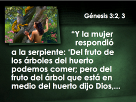 Génesis 3:2, 3
“Y la mujer
respondió
a la serpiente: 'Del fruto de
los árboles del huerto
podemos comer; pero del
fruto del árbol que está en
medio del huerto dijo Dios,...